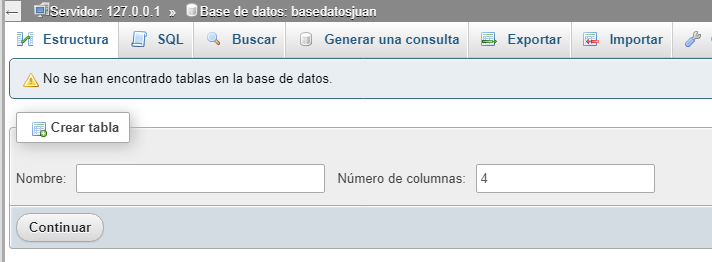 Servidor: 127.0.0.1 » Base de datos: basedatosjuan
Estructura SQL Buscar Generar una consulta Exportar Importar
No se han encontrado tablas en la base de datos.
Crear tabla
Nombre: Número de columnas: 4
Continuar